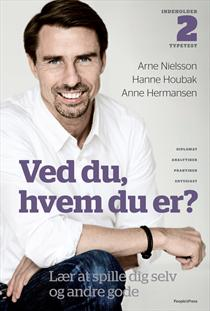 INDEHOLDER
2
TYPETEST
Arne Nielsson
Hanne Houbak
Anne Hermansen
DIPLOMAT
ANALYTIKER
PRAKTIKER
ENTUSIAST
Ved du,
hvem du er?
Lær at spille dig selv
og andre gode
People'sPress